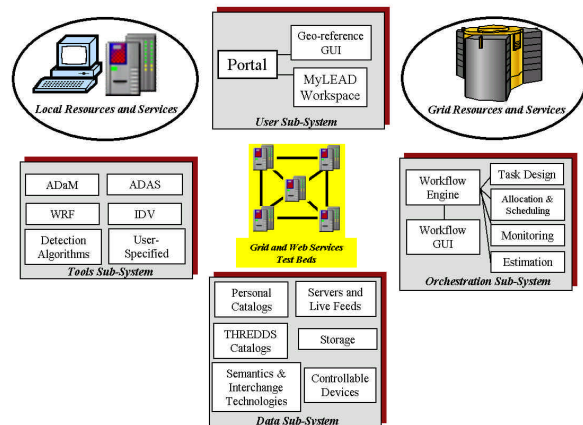 Geo-reference
GUI
Portal
MyLEAD
Workspace
User Sub-System
Local Resources and Services
Grid Resources and Services
ADaM
ADAS
WRF
IDV
Detection
Algorithms
User-
Specified
Tools Sub-System
Grid and Web Services
Test Beds
Workflow
Engine
Workflow
GUI
Task Design
Allocation &
Scheduling
Monitoring
Estimation
Orchestration Sub-System
Personal
Catalogs
Servers and
Live Feeds
THREDDS
Catalogs
Storage
Semantics &
Interchange
Technologies
Controllable
Devices
Data Sub-System